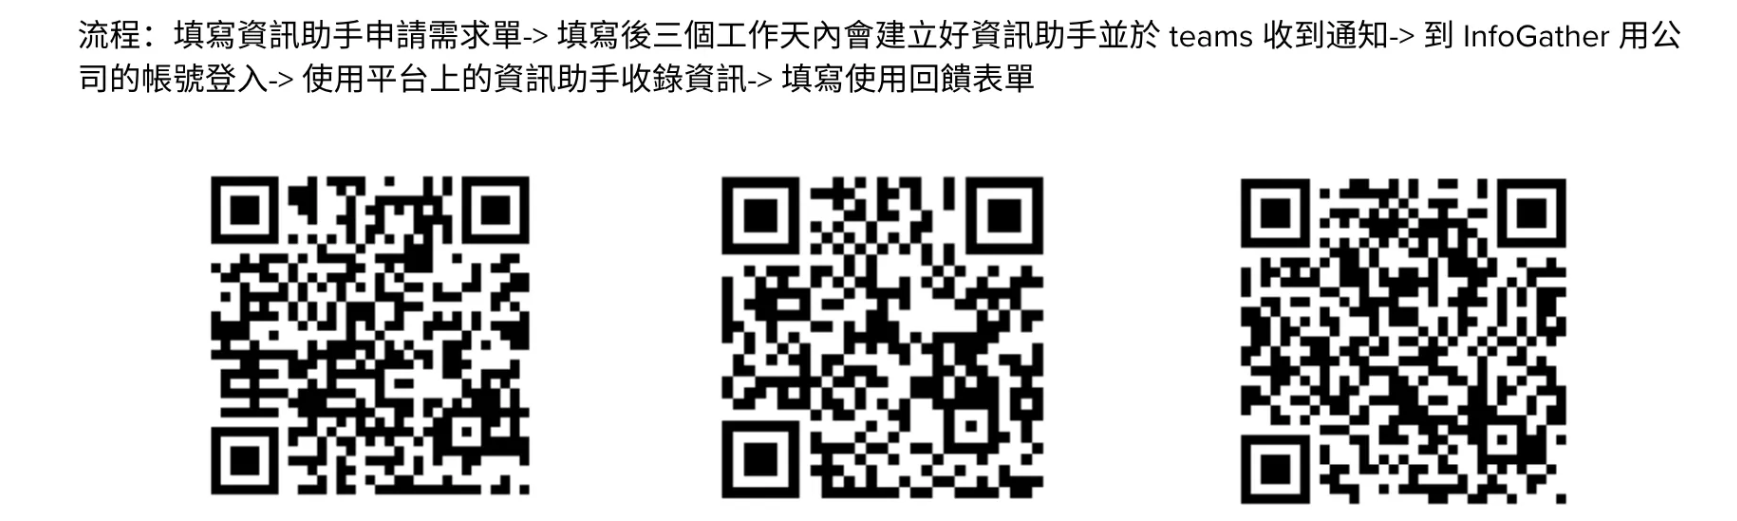 流程：填寫資訊助手申請需求單-> 填寫後三個工作天內會建立好資訊助手並於 teams 收到通知-> 到 InfoGather 用公
司的帳號登入-> 使用平台上的資訊助手收錄資訊-> 填寫使用回饋表單